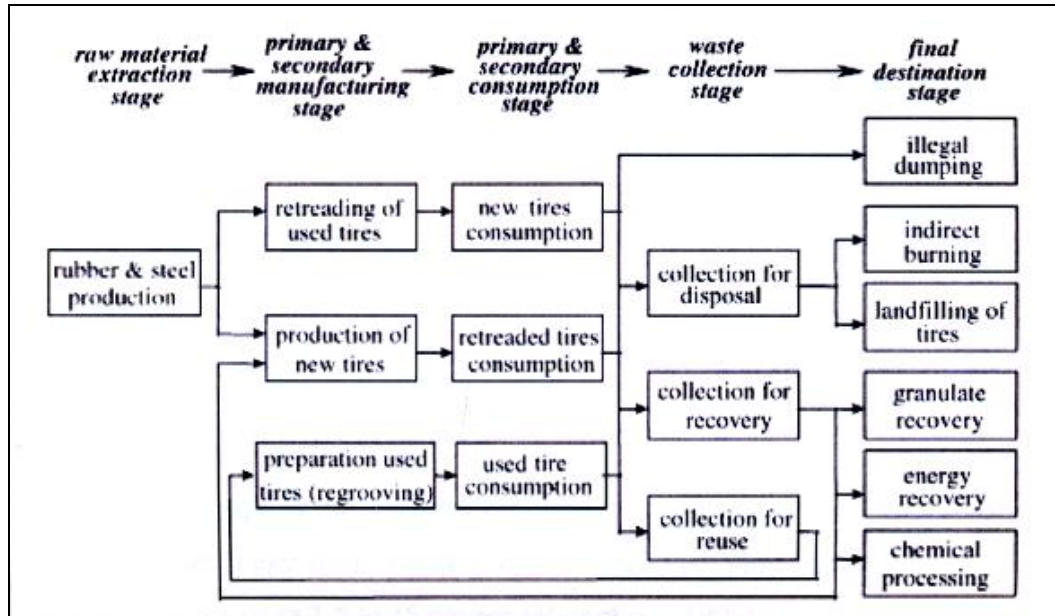 raw material
extraction
stage
primary &
secondary
manufacturing
stage
primary &
secondary
consumption
stage
waste
collection
stage
final
destination
stage
illegal
dumping
retreading of
used tires
new tires
consumption
indirect
burning
rubber & steel
production
collection for
disposal
landfilling of
tires
production of
new tires
retreaded tires
consumption
collection for
recovery
granulate
recovery
preparation used
tires (regrooving)
used tire
consumption
energy
recovery
collection for
reuse
chemical
processing